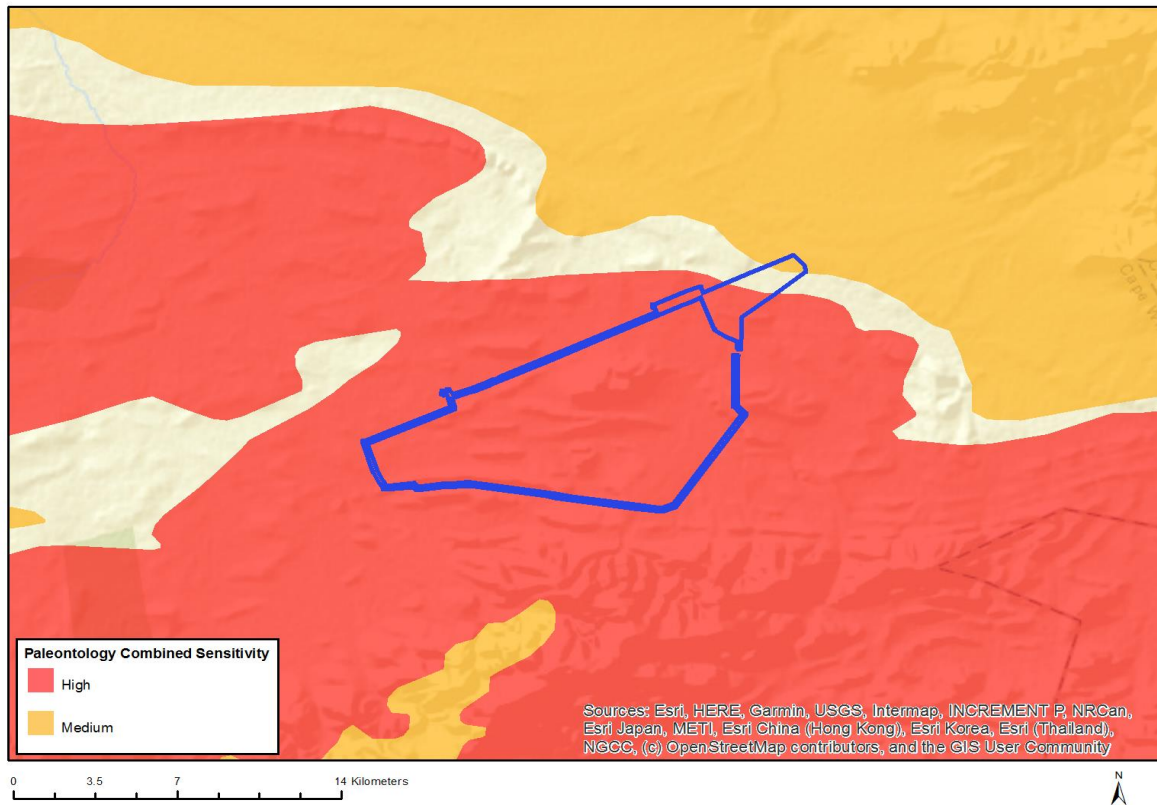 Cape W
Paleontology Combined Sensitivity
High
Medium
Sources: Esri, HERE, Garmin, USGS, Intermap, INCREMENT P, NRCan,
Esri Japan, METI, Esri China (Hong Kong), Esri Korea, Esri (Thailand),
NGCC, (c) OpenStreetMap contributors, and the GIS User Community
0 3.5 7 14 Kilometers
N